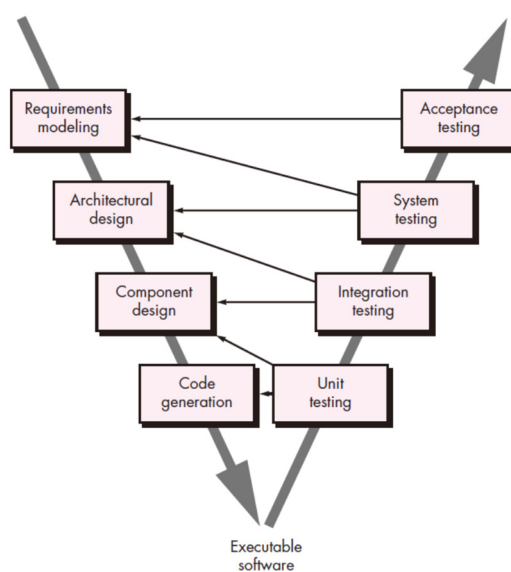 Requirements
modeling
Acceptance
testing
Architectural
design
System
testing
Component
design
Integration
testing
Code
generation
Unit
testing
Executable
software